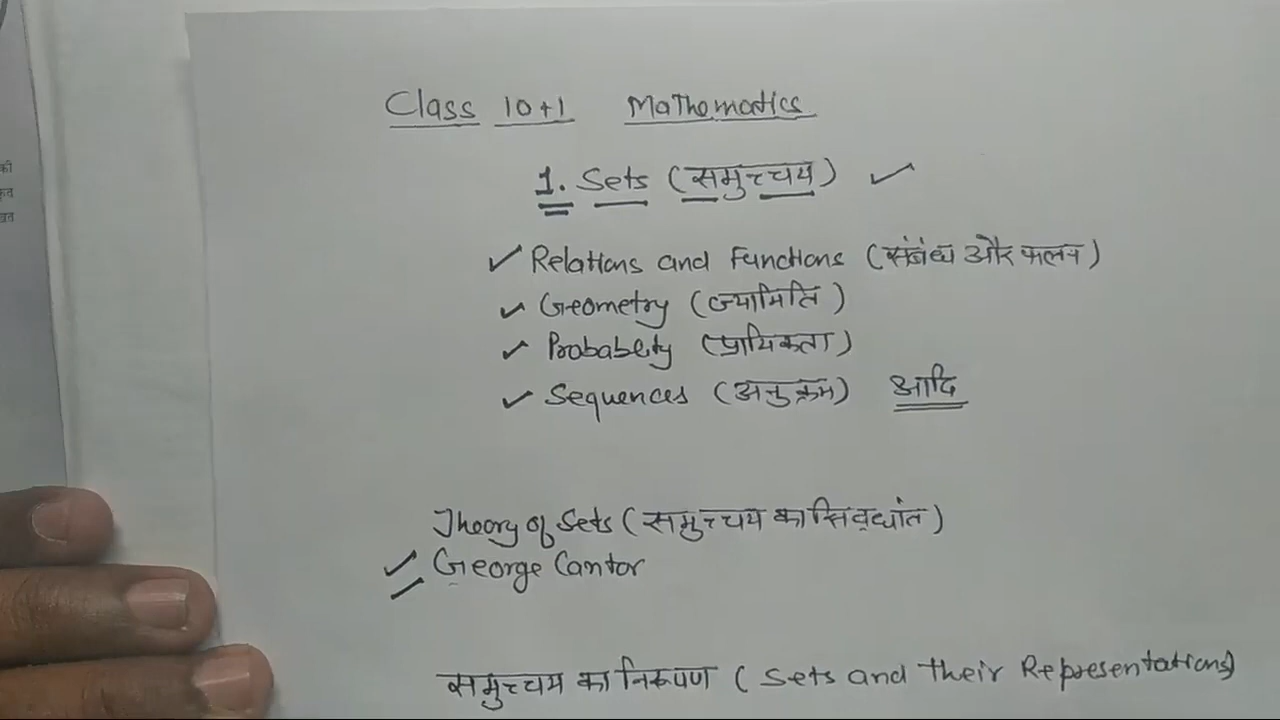 Class 10+1 Mathematics
1. Sets (समुच्चय)
Relations and Functions (संबंध और फलन)
Geometry (ज्यामिति)
Probablity (प्रायिकता)
Sequences (अनुक्रम) आदि
Theory of Sets (समुच्चय का सिद्धांत)
George Cantor
समुच्चय का निरूपण (Sets and Their Representations)
की